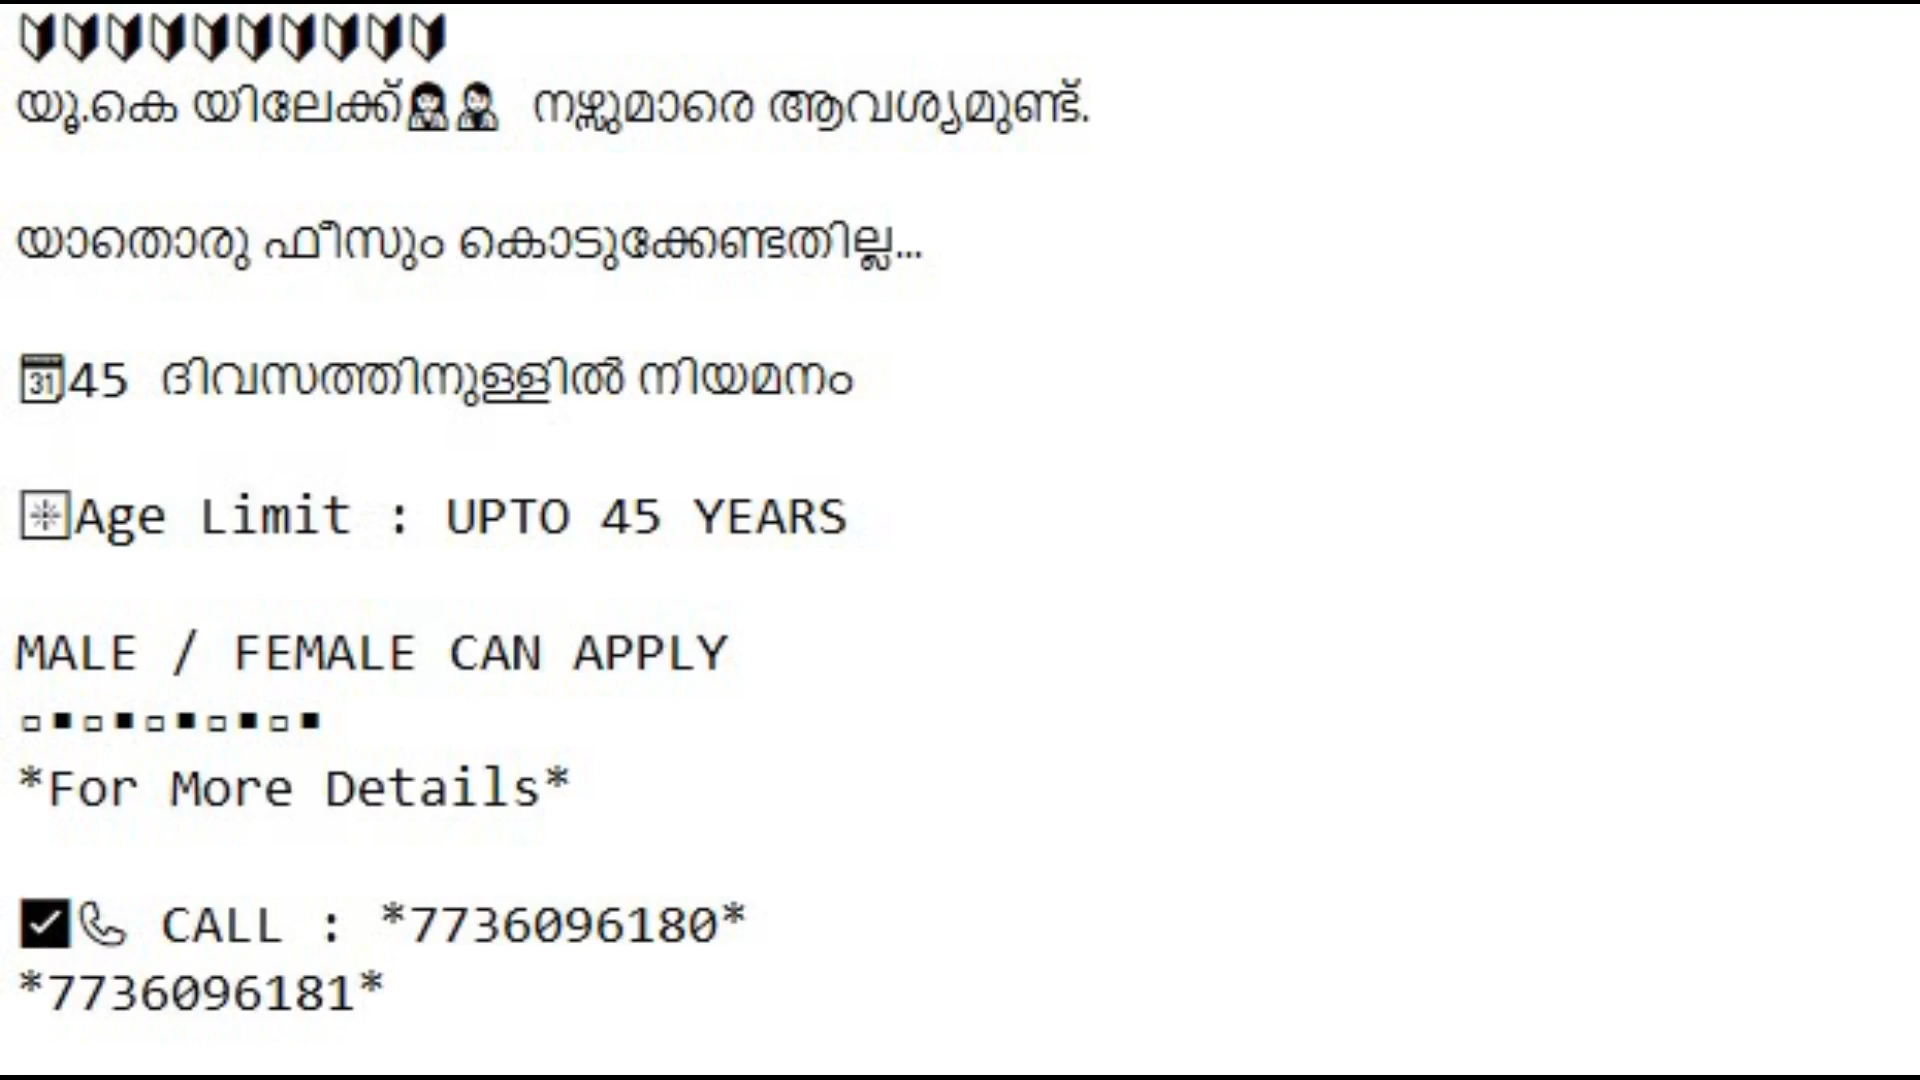 🔰🔰🔰🔰🔰🔰🔰🔰🔰🔰
യൂ.കെ യിലേക്ക്👩‍💼👨‍💼 നഴ്സുമാരെ ആവശ്യമുണ്ട്.
യാതൊരു ഫീസും കൊടുക്കേണ്ടതില്ല...
📅45 ദിവസത്തിനുള്ളിൽ നിയമനം
✳Age Limit : UPTO 45 YEARS
MALE / FEMALE CAN APPLY
▫▪▫▪▫▪▫▪▫▪
*For More Details*
☑📞 CALL : *7736096180*
*7736096181*